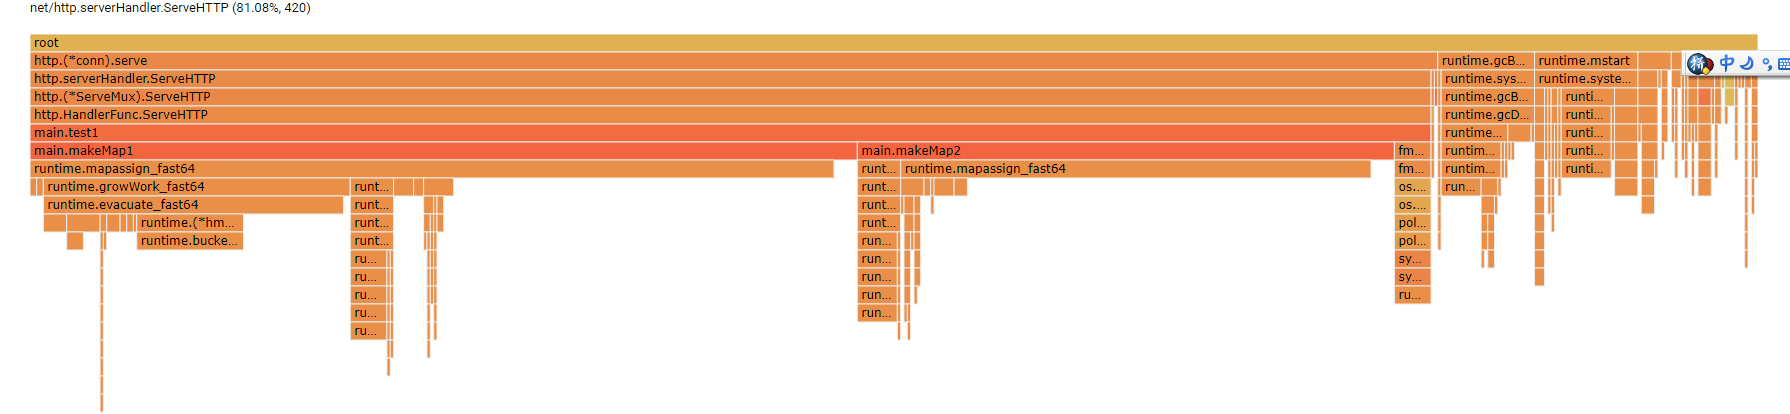 net/http.serverHandler.ServeHTTP (81.08%, 420)
root
http.(*conn).serve runtime.gcB... runtime.mstart 拼 中
http.serverHandler.ServeHTTP runtime.sys... runtime.syste...
http.(*ServeMux).ServeHTTP runtime.gcB... runti...
http.HandlerFunc.ServeHTTP runtime.gcD... runti...
main.test1 runtime... runti...
main.makeMap1 main.makeMap2 fm... runtim... runti...
runtime.mapassign_fast64 runt... runtime.mapassign_fast64 fm... runtim... runti...
runtime.growWork_fast64 runt... runt... os.... run...
runtime.evacuate_fast64 runt... runt... os....
runtime.(*hm... runt... runt... pol...
runtime.bucke... runt... run... pol...
ru... run... sy...
ru... run... sy...
ru... run... ru...
ru... run...
ru...